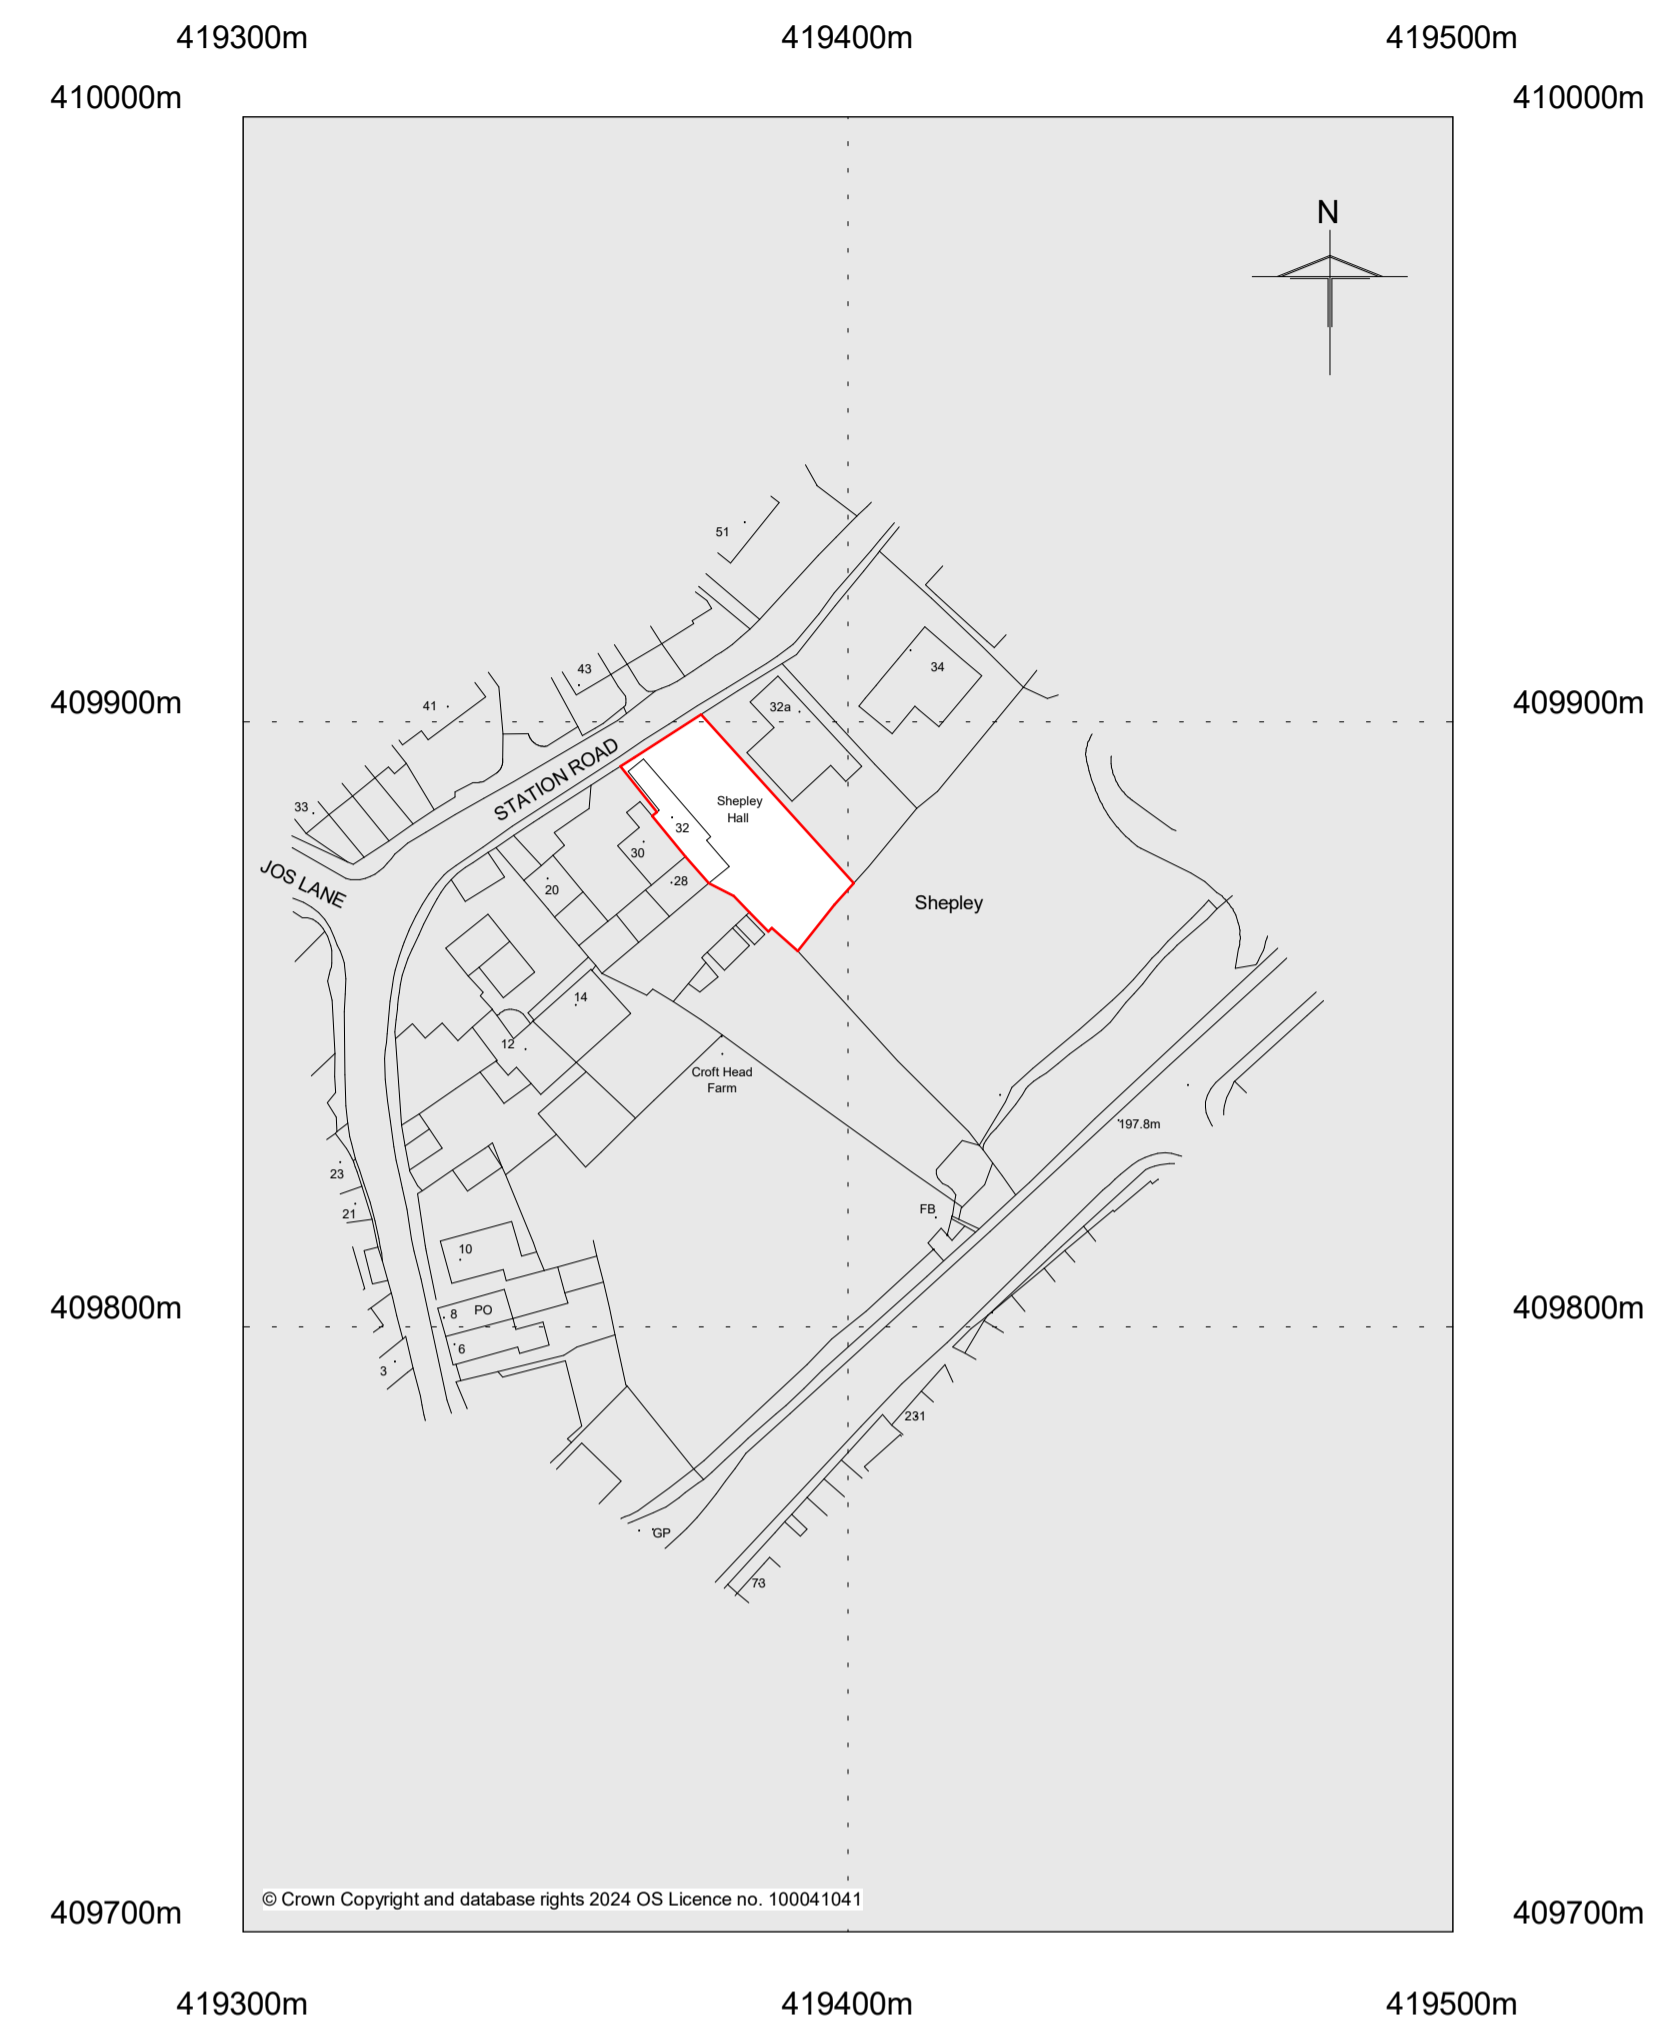 419300m 419400m 419500m
410000m 410000m
N
51
43
34
41
32a
409900m 409900m
STATION ROAD
33
Shepley
Hall
32
30
JOS LANE
28
20
Shepley
14
12
Croft Head
Farm
197.8m
23
21
FB
10
409800m 409800m
8 PO
6
3
231
GP
73
© Crown Copyright and database rights 2024 OS Licence no. 100041041
409700m 409700m
419300m 419400m 419500m